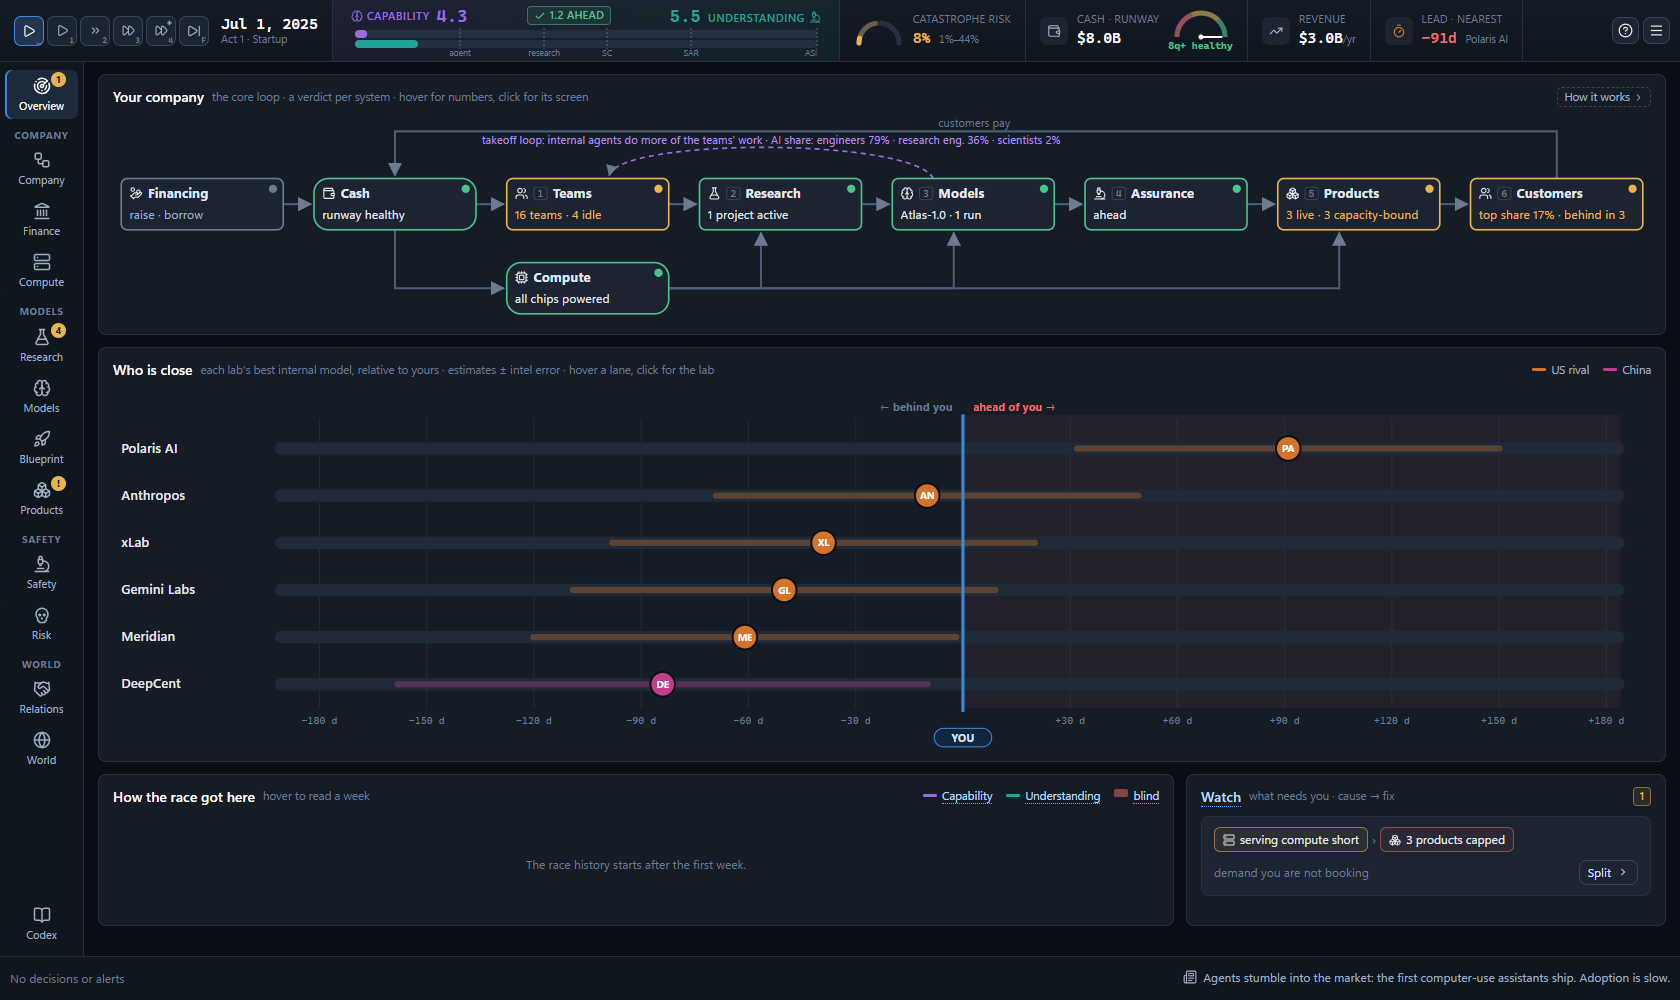 1
2
3
4
F
Jul 1, 2025
Act 1 · Startup
CAPABILITY 4.3
1.2 AHEAD
5.5 UNDERSTANDING
agent
research
SC
SAR
ASI
CATASTROPHE RISK
8% 1%–44%
CASH · RUNWAY
$8.0B
8q+ healthy
REVENUE
$3.0B/yr
LEAD · NEAREST
−91d Polaris AI
1
Overview
COMPANY
Company
Finance
Compute
MODELS
4
Research
Models
Blueprint
!
Products
SAFETY
Safety
Risk
WORLD
Relations
World
Codex
Your company the core loop · a verdict per system · hover for numbers, click for its screen
How it works ›
customers pay
takeoff loop: internal agents do more of the teams' work · AI share: engineers 79% · research eng. 36% · scientists 2%
Financing
raise · borrow
Cash
runway healthy
1 Teams
16 teams · 4 idle
2 Research
1 project active
3 Models
Atlas-1.0 · 1 run
4 Assurance
ahead
5 Products
3 live · 3 capacity-bound
6 Customers
top share 17% · behind in 3
Compute
all chips powered
Who is close each lab's best internal model, relative to yours · estimates ± intel error · hover a lane, click for the lab
US rival
China
← behind you
ahead of you →
Polaris AI
PA
Anthropos
AN
xLab
XL
Gemini Labs
GL
Meridian
ME
DeepCent
DE
−180 d
−150 d
−120 d
−90 d
−60 d
−30 d
+30 d
+60 d
+90 d
+120 d
+150 d
+180 d
YOU
How the race got here hover to read a week
Capability
Understanding
blind
The race history starts after the first week.
Watch what needs you · cause → fix
1
serving compute short › 3 products capped
demand you are not booking
Split ›
No decisions or alerts
Agents stumble into the market: the first computer-use assistants ship. Adoption is slow.